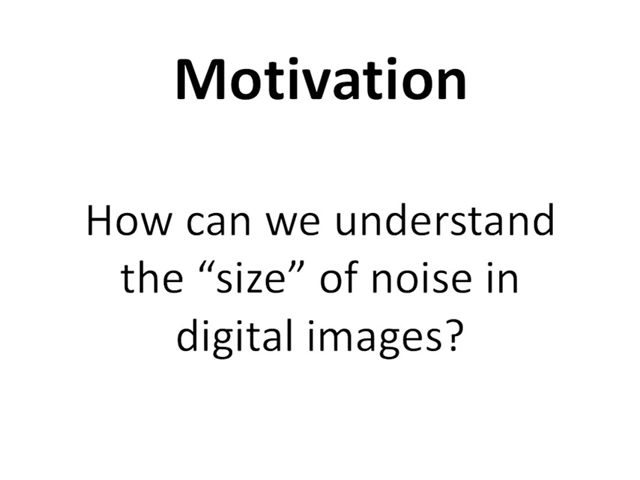 Motivation
How can we understand
the “size” of noise in
digital images?